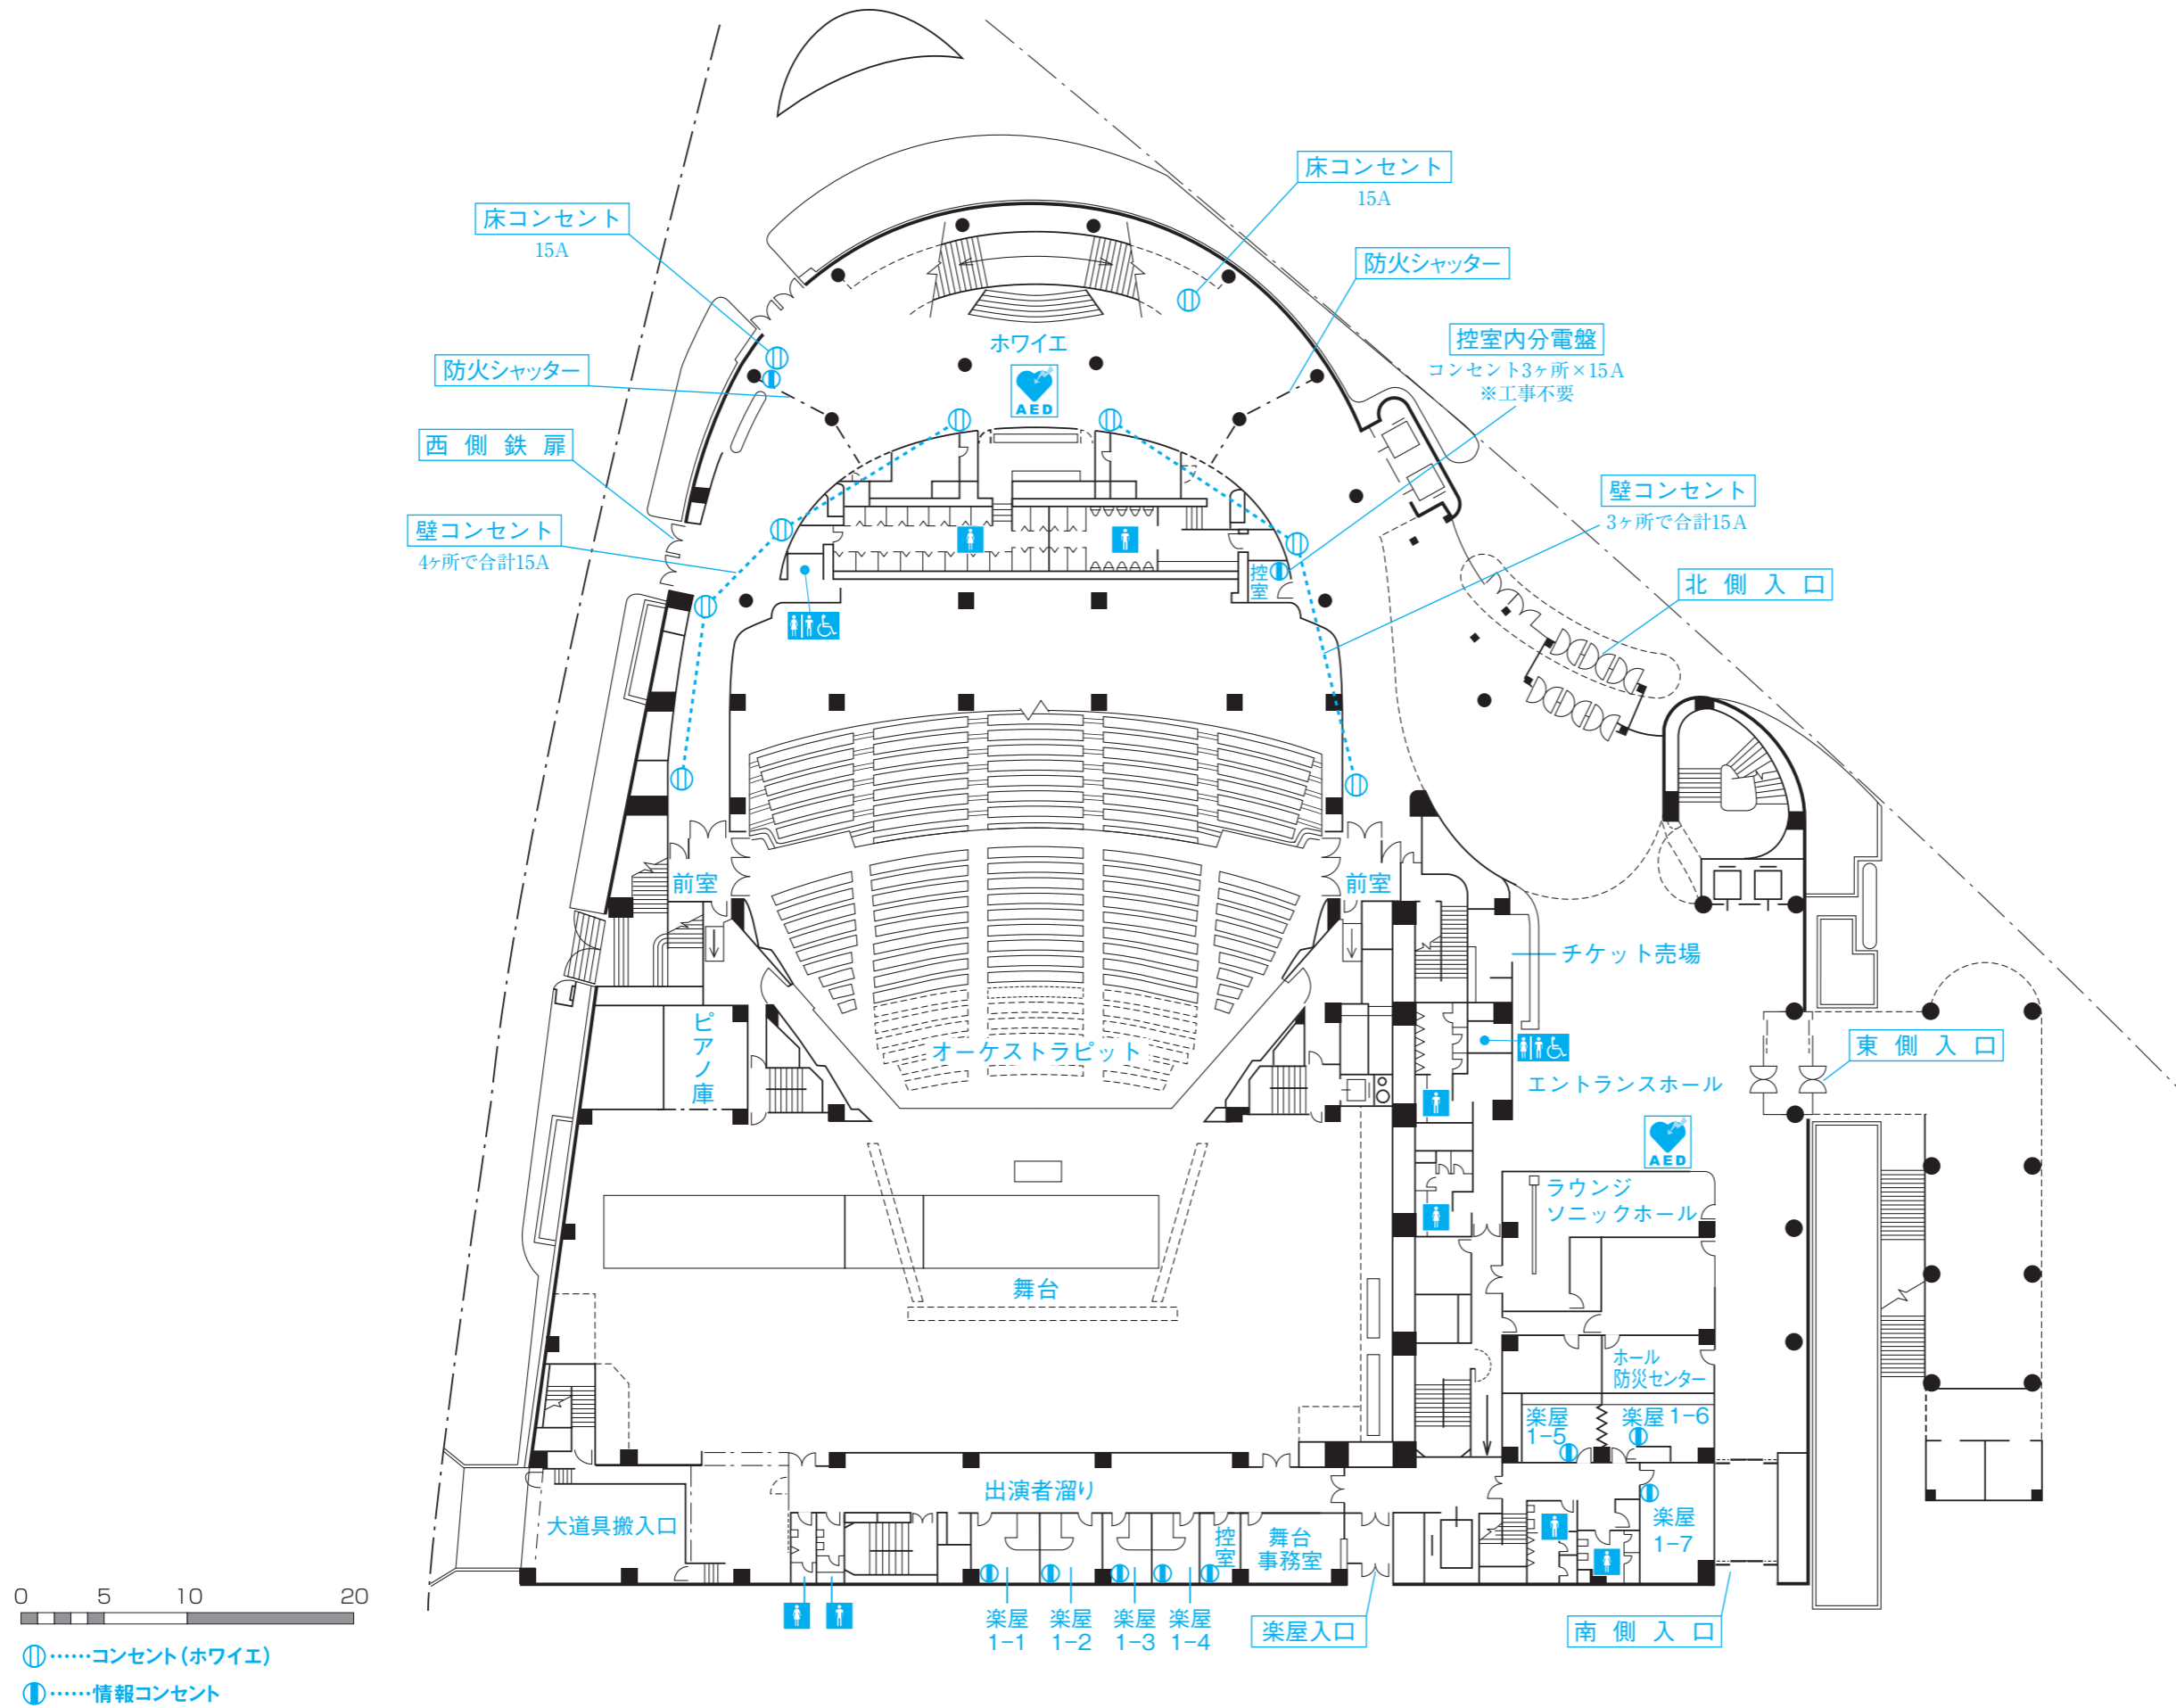 床コンセント
15A
床コンセント
15A
防火シャッター
控室内分電盤
コンセント3ヶ所×15A
※工事不要
ホワイエ
AED
防火シャッター
西側鉄扉
壁コンセント
4ヶ所で合計15A
壁コンセント
3ヶ所で合計15A
控室
北側入口
前室
前室
チケット売場
ピアノ庫
オーケストラピット
東側入口
エントランスホール
AED
ラウンジ
ソニックホール
舞台
ホール
防災センター
楽屋
1-5
楽屋1-6
出演者溜り
大道具搬入口
控室
舞台
事務室
楽屋
1-7
楽屋
1-1
楽屋
1-2
楽屋
1-3
楽屋
1-4
楽屋入口
南側入口
0 5 10 20
……コンセント(ホワイエ)
……情報コンセント